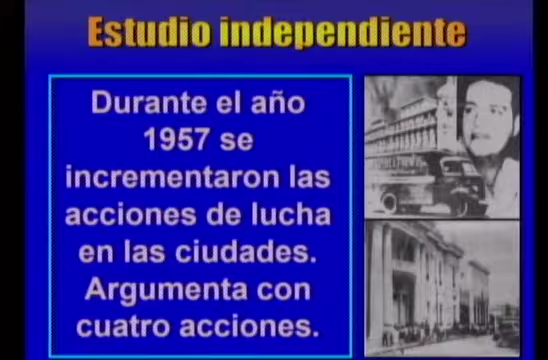 Estudio independiente
Durante el año
1957 se
incrementaron las
acciones de lucha
en las ciudades.
Argumenta con
cuatro acciones.